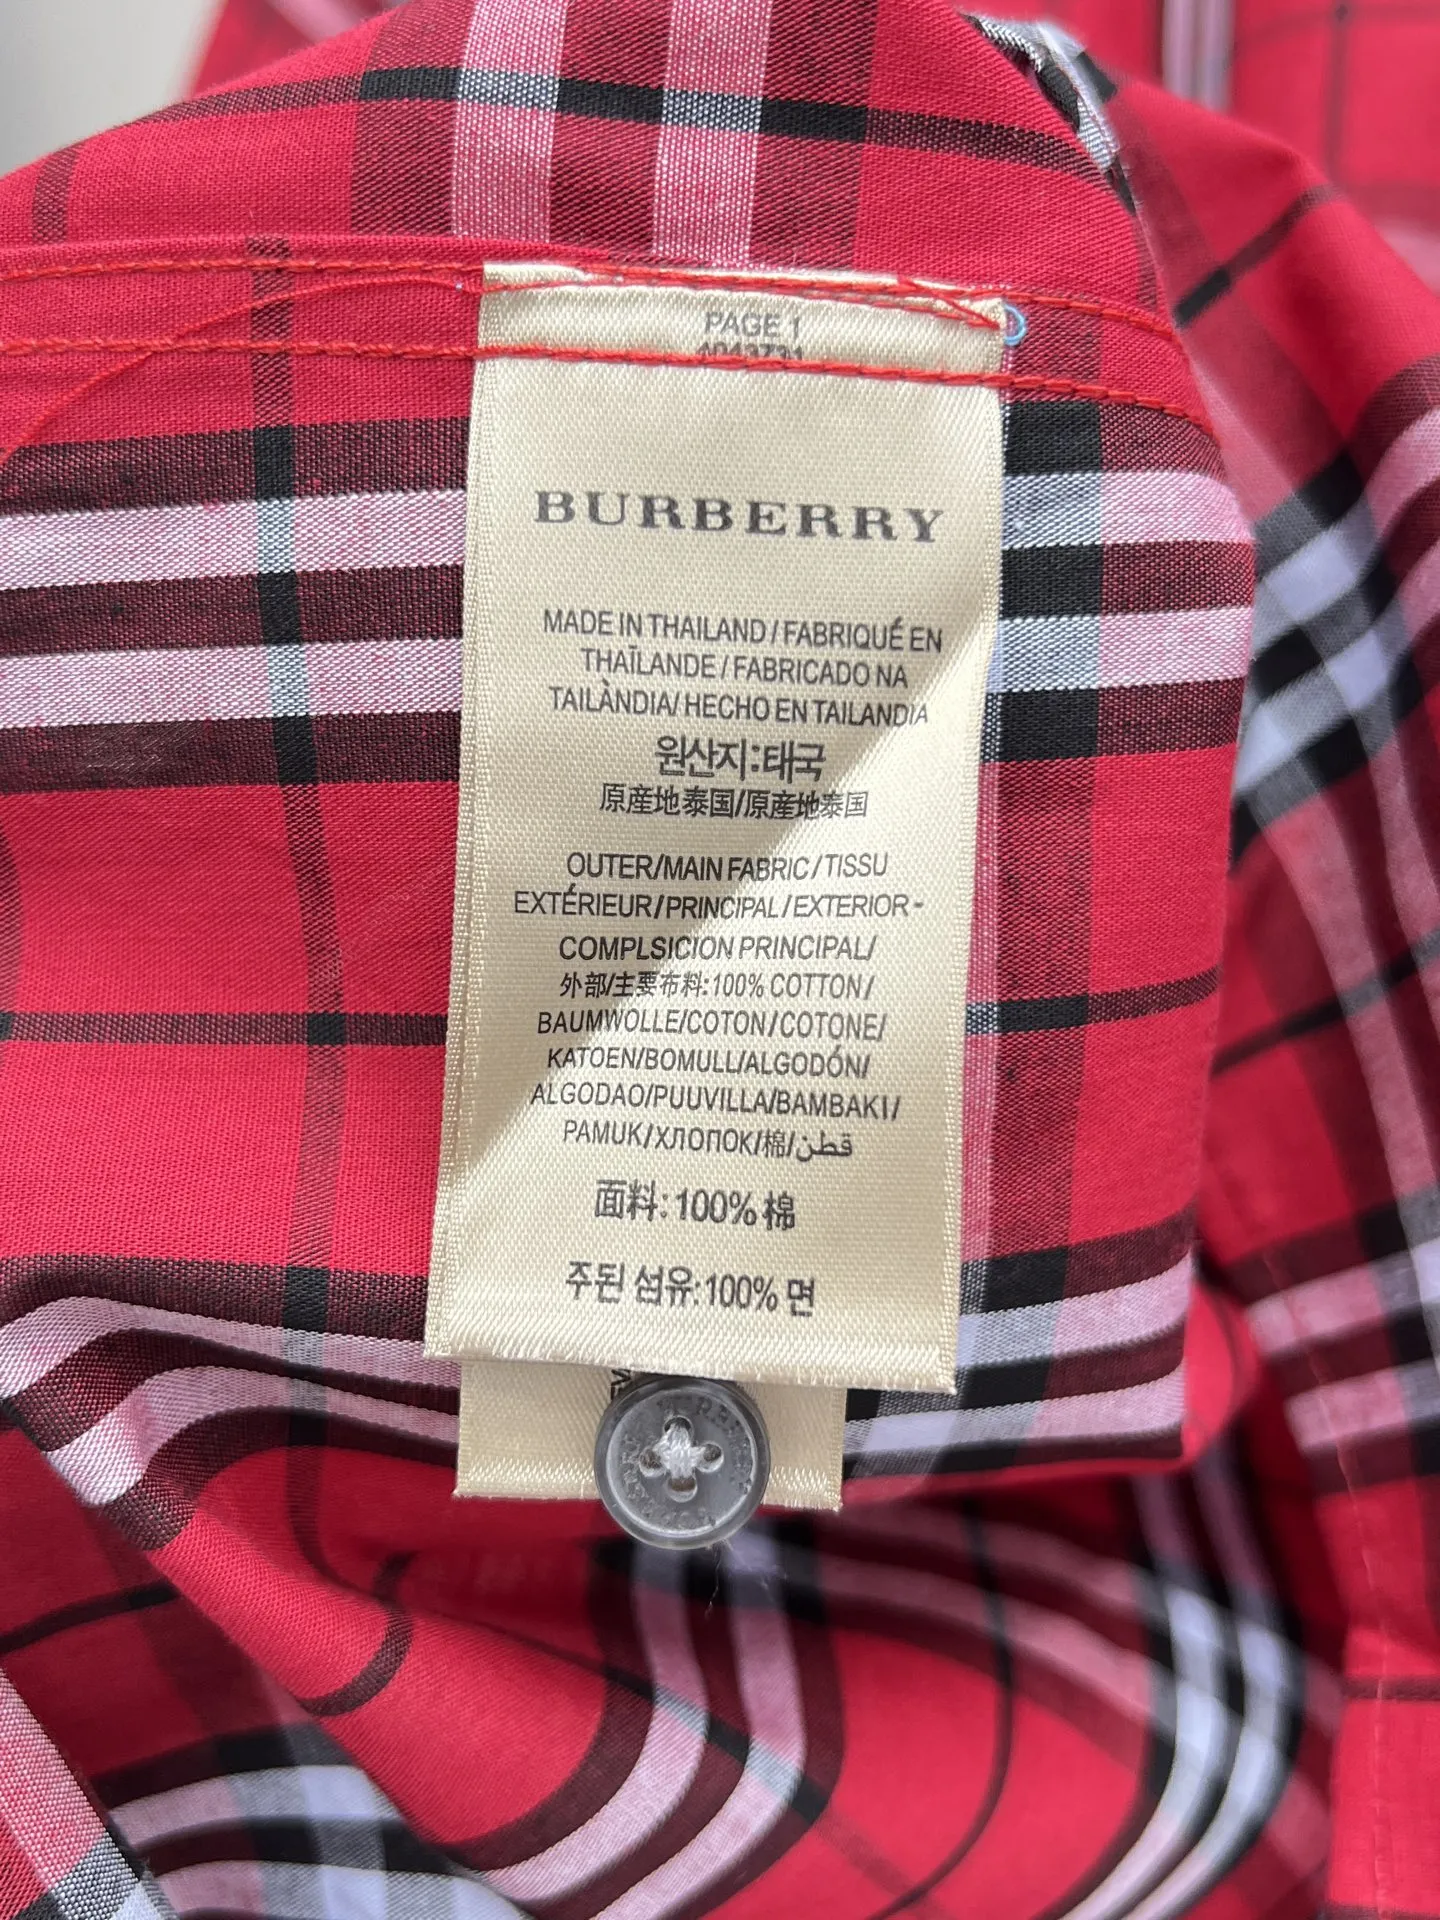 PAGE 1
BURBERRY
MADE IN THAILAND / FABRIQUÉ EN
THAÏLANDE / FABRICADO NA
TAILÀNDIA/ HECHO EN TAILANDIA
원산지:태국
原産地泰国/原産地泰国
OUTER/MAIN FABRIC / TISSU
EXTÉRIEUR/PRINCIPAL/EXTERIOR-
COMPLSICION PRINCIPAL/
外部/主要布料:100% COTTON/
BAUMWOLLE/COTON/COTONE/
KATOEN/BOMULL/ALGODÓN/
ALGODAO/PUUVILLA/BAMBAKI/
PAMUK/ХЛОПОК/棉/قطن
面料:100% 棉
주된 섬유:100% 면